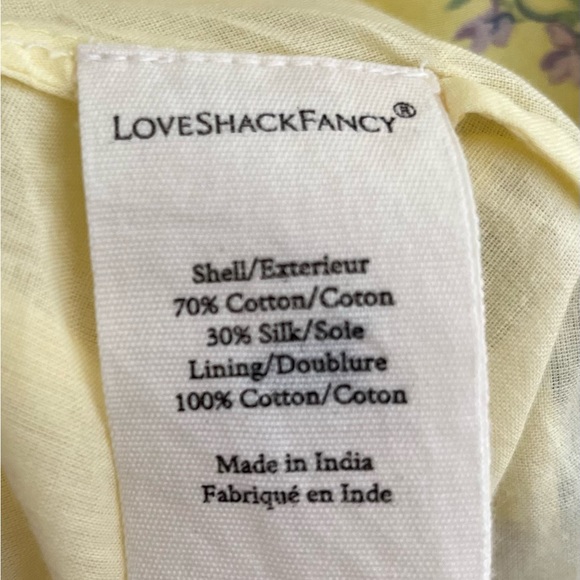 LOVESHACKFANCY®
Shell/Exterieur
70% Cotton/Coton
30% Silk/Soie
Lining/Doublure
100% Cotton/Coton
Made in India
Fabriqué en Inde